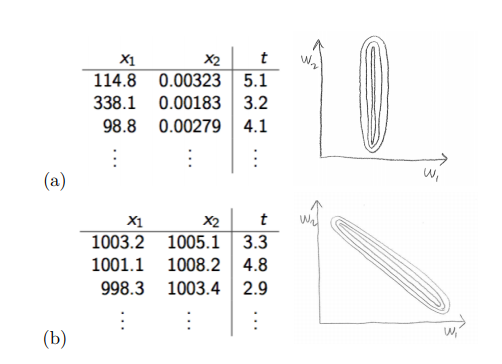 x₁ x₂ t
114.8 0.00323 5.1
338.1 0.00183 3.2
98.8 0.00279 4.1
⋮ ⋮ ⋮
w₂
w₁
(a)
x₁ x₂ t
1003.2 1005.1 3.3
1001.1 1008.2 4.8
998.3 1003.4 2.9
⋮ ⋮ ⋮
w₂
w₁
(b)